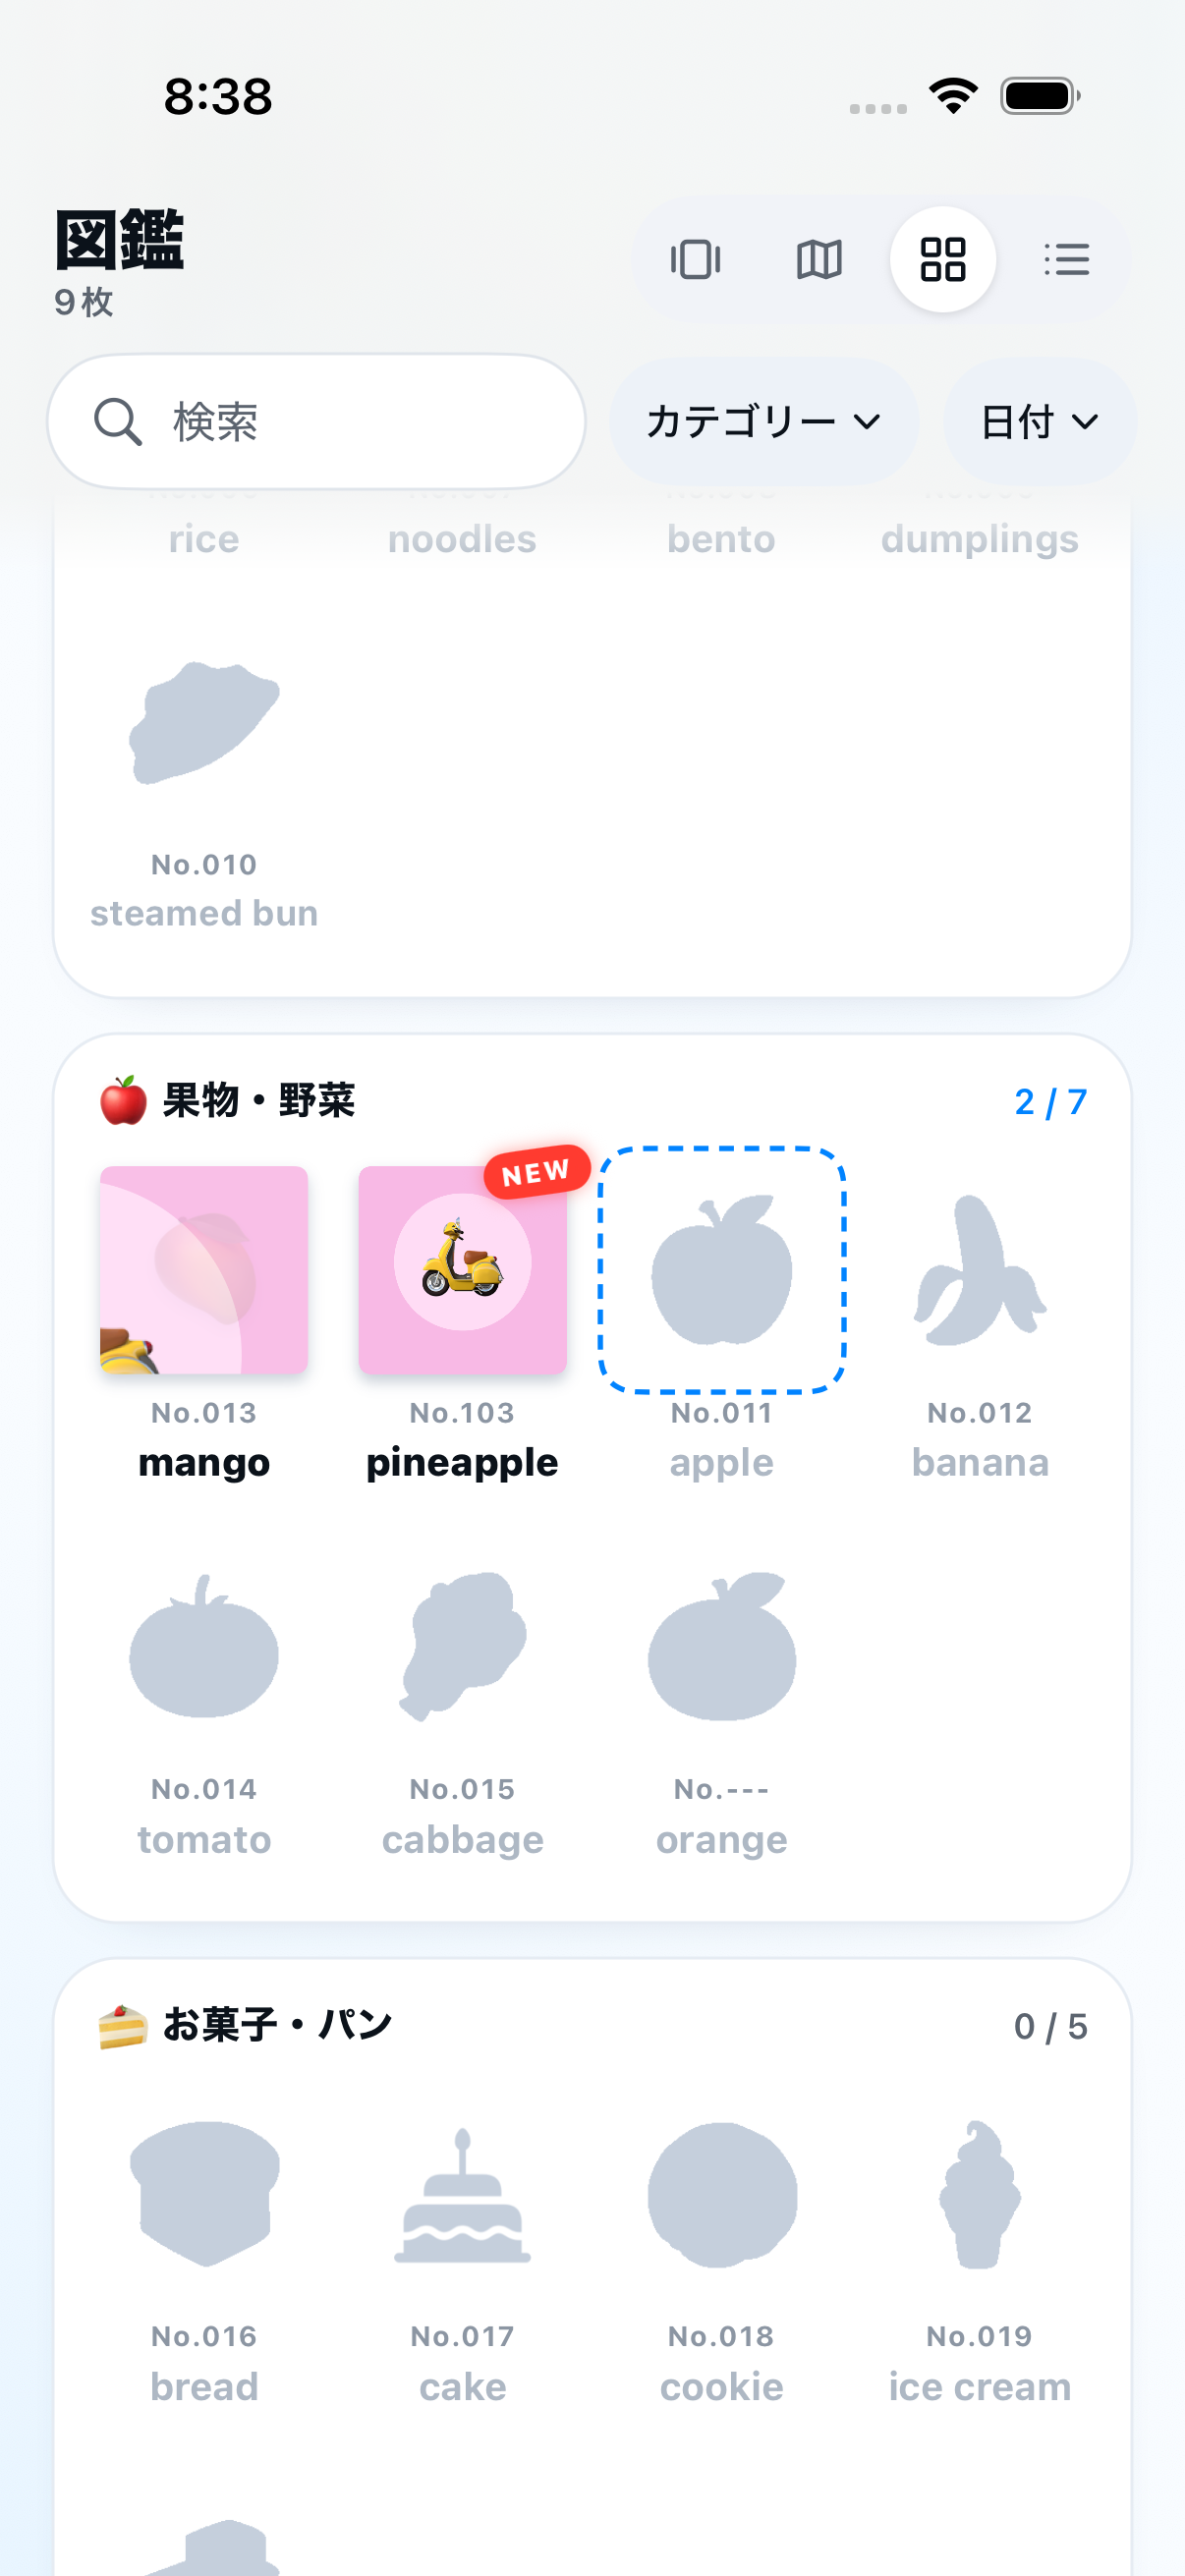 8:38
図鑑
9枚
検索
カテゴリー
日付
rice noodles bento dumplings
No.010
steamed bun
果物・野菜
2 / 7
NEW
No.013 No.103 No.011 No.012
mango pineapple apple banana
No.014 No.015 No.---
tomato cabbage orange
お菓子・パン
0 / 5
No.016 No.017 No.018 No.019
bread cake cookie ice cream